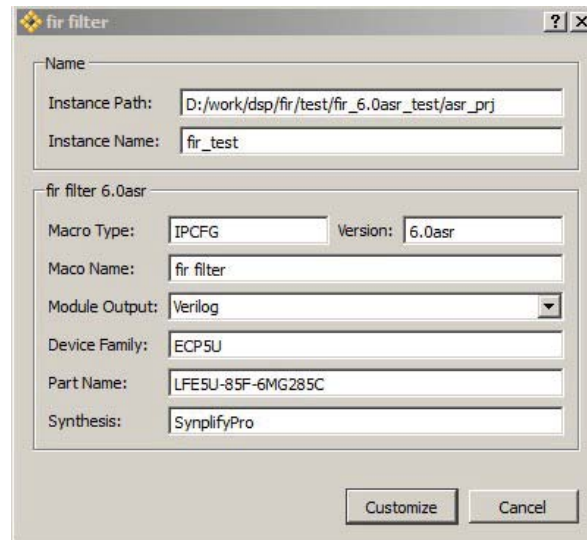 fir filter
Name
Instance Path: D:/work/dsp/fir/test/fir_6.0asr_test/asr_prj
Instance Name: fir_test
fir filter 6.0asr
Macro Type: IPCFG Version: 6.0asr
Maco Name: fir filter
Module Output: Verilog
Device Family: ECP5U
Part Name: LFE5U-85F-6MG285C
Synthesis: SynplifyPro
Customize Cancel